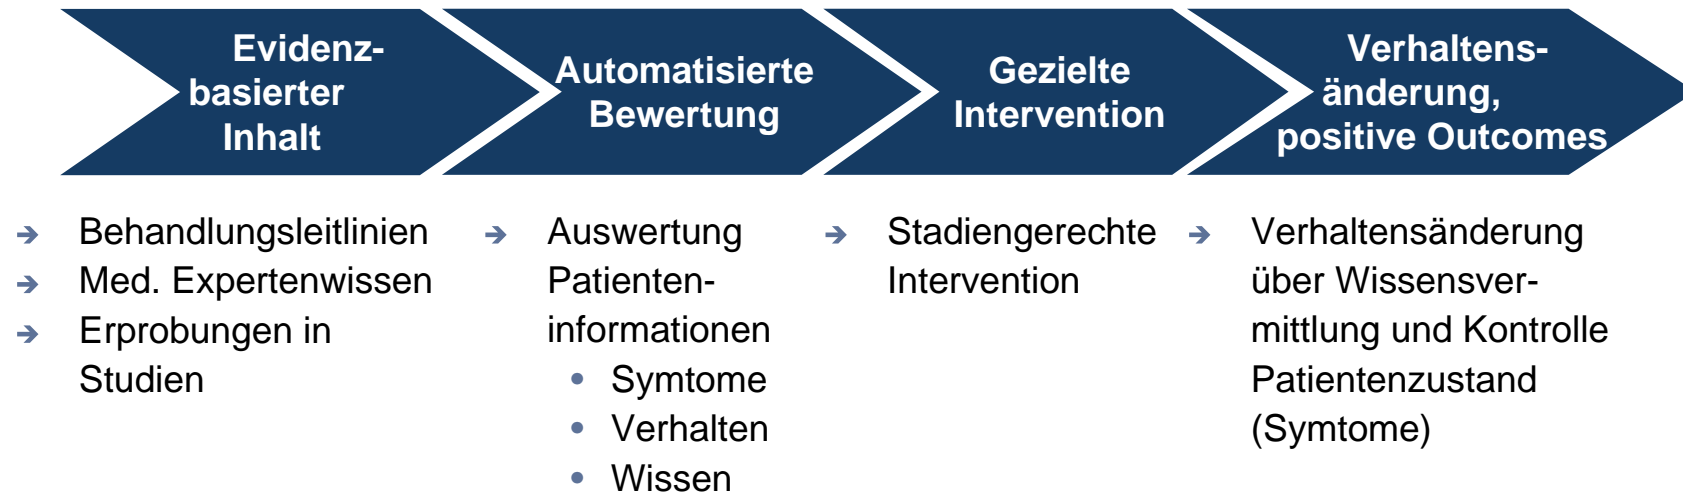 Evidenz-
basierter
Inhalt
Automatisierte
Bewertung
Gezielte
Intervention
Verhaltens-
änderung,
positive Outcomes
Behandlungsleitlinien
Med. Expertenwissen
Erprobungen in
Studien
Auswertung
Patienten-
informationen
Symtome
Verhalten
Wissen
Stadiengerechte
Intervention
Verhaltensänderung
über Wissensver-
mittlung und Kontrolle
Patientenzustand
(Symtome)